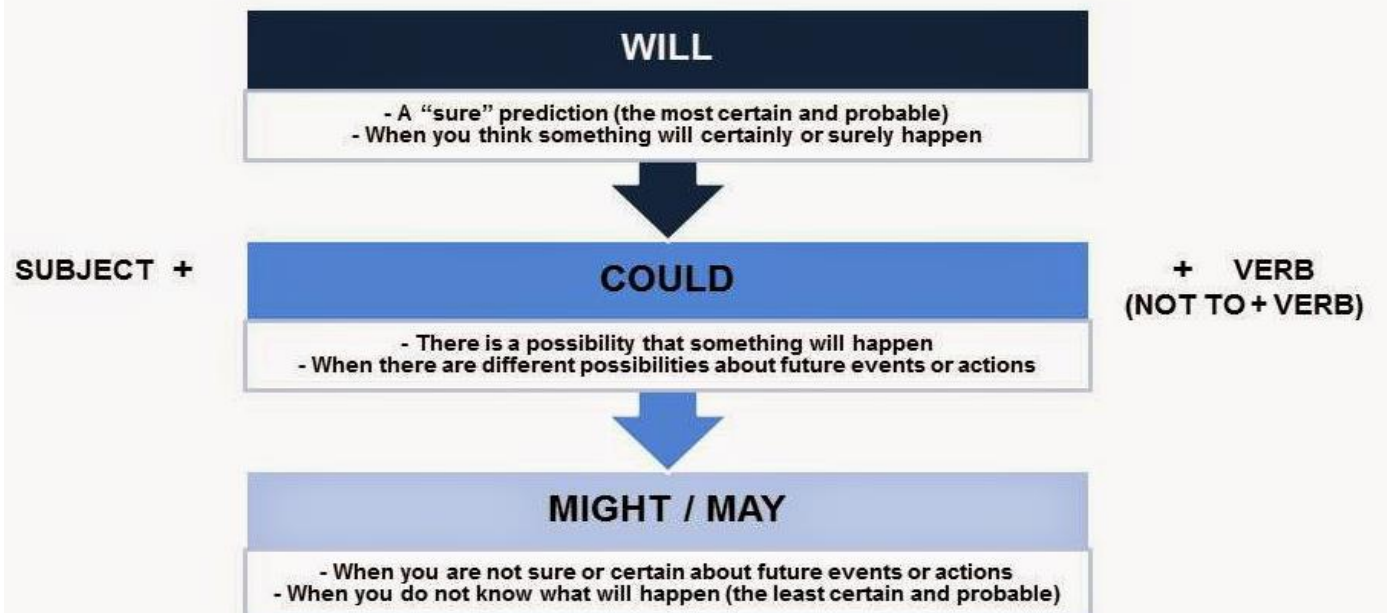 WILL
- A “sure” prediction (the most certain and probable)
- When you think something will certainly or surely happen
SUBJECT +
COULD
+ VERB
(NOT TO + VERB)
- There is a possibility that something will happen
- When there are different possibilities about future events or actions
MIGHT / MAY
- When you are not sure or certain about future events or actions
- When you do not know what will happen (the least certain and probable)